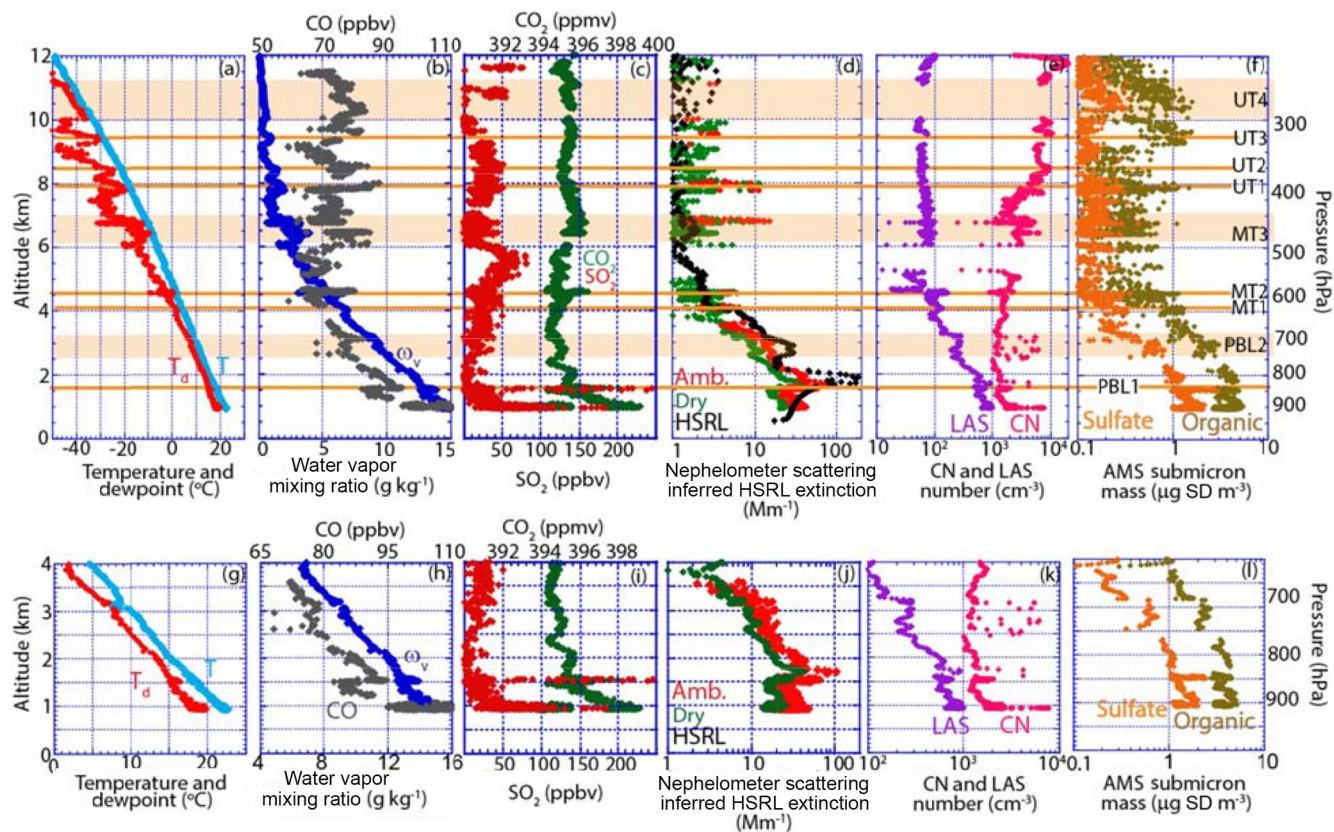 CO (ppbv)
50 70 90 110
CO2 (ppmv)
392 394 396 398 400
12
10
8
6
4
2
0
Altitude (km)
(a)
(b)
(c)
(d)
(e)
(f)
UT4
UT3
UT2
UT1
MT3
MT2
MT1
PBL2
PBL1
300
400
500
600
700
800
900
Pressure (hPa)
Td
T
ωv
CO2
SO2
Amb.
Dry
HSRL
LAS
CN
Sulfate
Organic
-40 -20 0 20
0 5 10 15
0 50 100 150 200
1 10 100
10 10² 10³ 10⁴
0.1 1 10
Temperature and
dewpoint (ºC)
Water vapor
mixing ratio (g kg⁻¹)
SO2 (ppbv)
Nephelometer scattering
inferred HSRL extinction
(Mm⁻¹)
CN and LAS
number (cm⁻³)
AMS submicron
mass (µg SD m⁻³)
CO (ppbv)
65 80 95 110
CO2 (ppmv)
392 394 396 398
4
3
2
1
0
Altitude (km)
(g)
(h)
(i)
(j)
(k)
(l)
700
800
900
Pressure (hPa)
Td
T
ωv
CO
Amb.
Dry
HSRL
LAS
CN
Sulfate
Organic
0 10 20
4 8 12 16
0 50 100 150 200
1 10 100
10² 10³ 10⁴
0.1 1 10
Temperature and
dewpoint (ºC)
Water vapor
mixing ratio (g kg⁻¹)
SO2 (ppbv)
Nephelometer scattering
inferred HSRL extinction
(Mm⁻¹)
CN and LAS
number (cm⁻³)
AMS submicron
mass (µg SD m⁻³)